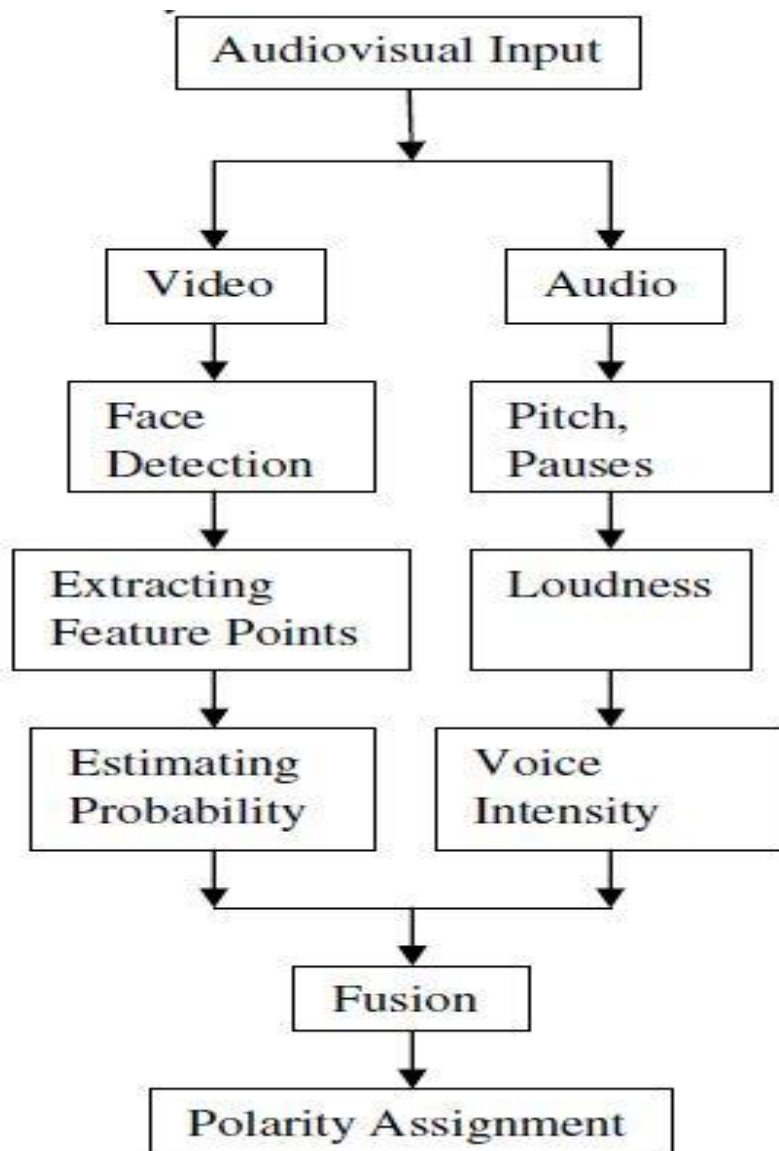 Audiovisual Input
Video
Audio
Face
Detection
Pitch,
Pauses
Extracting
Feature Points
Loudness
Estimating
Probability
Voice
Intensity
Fusion
Polarity Assignment